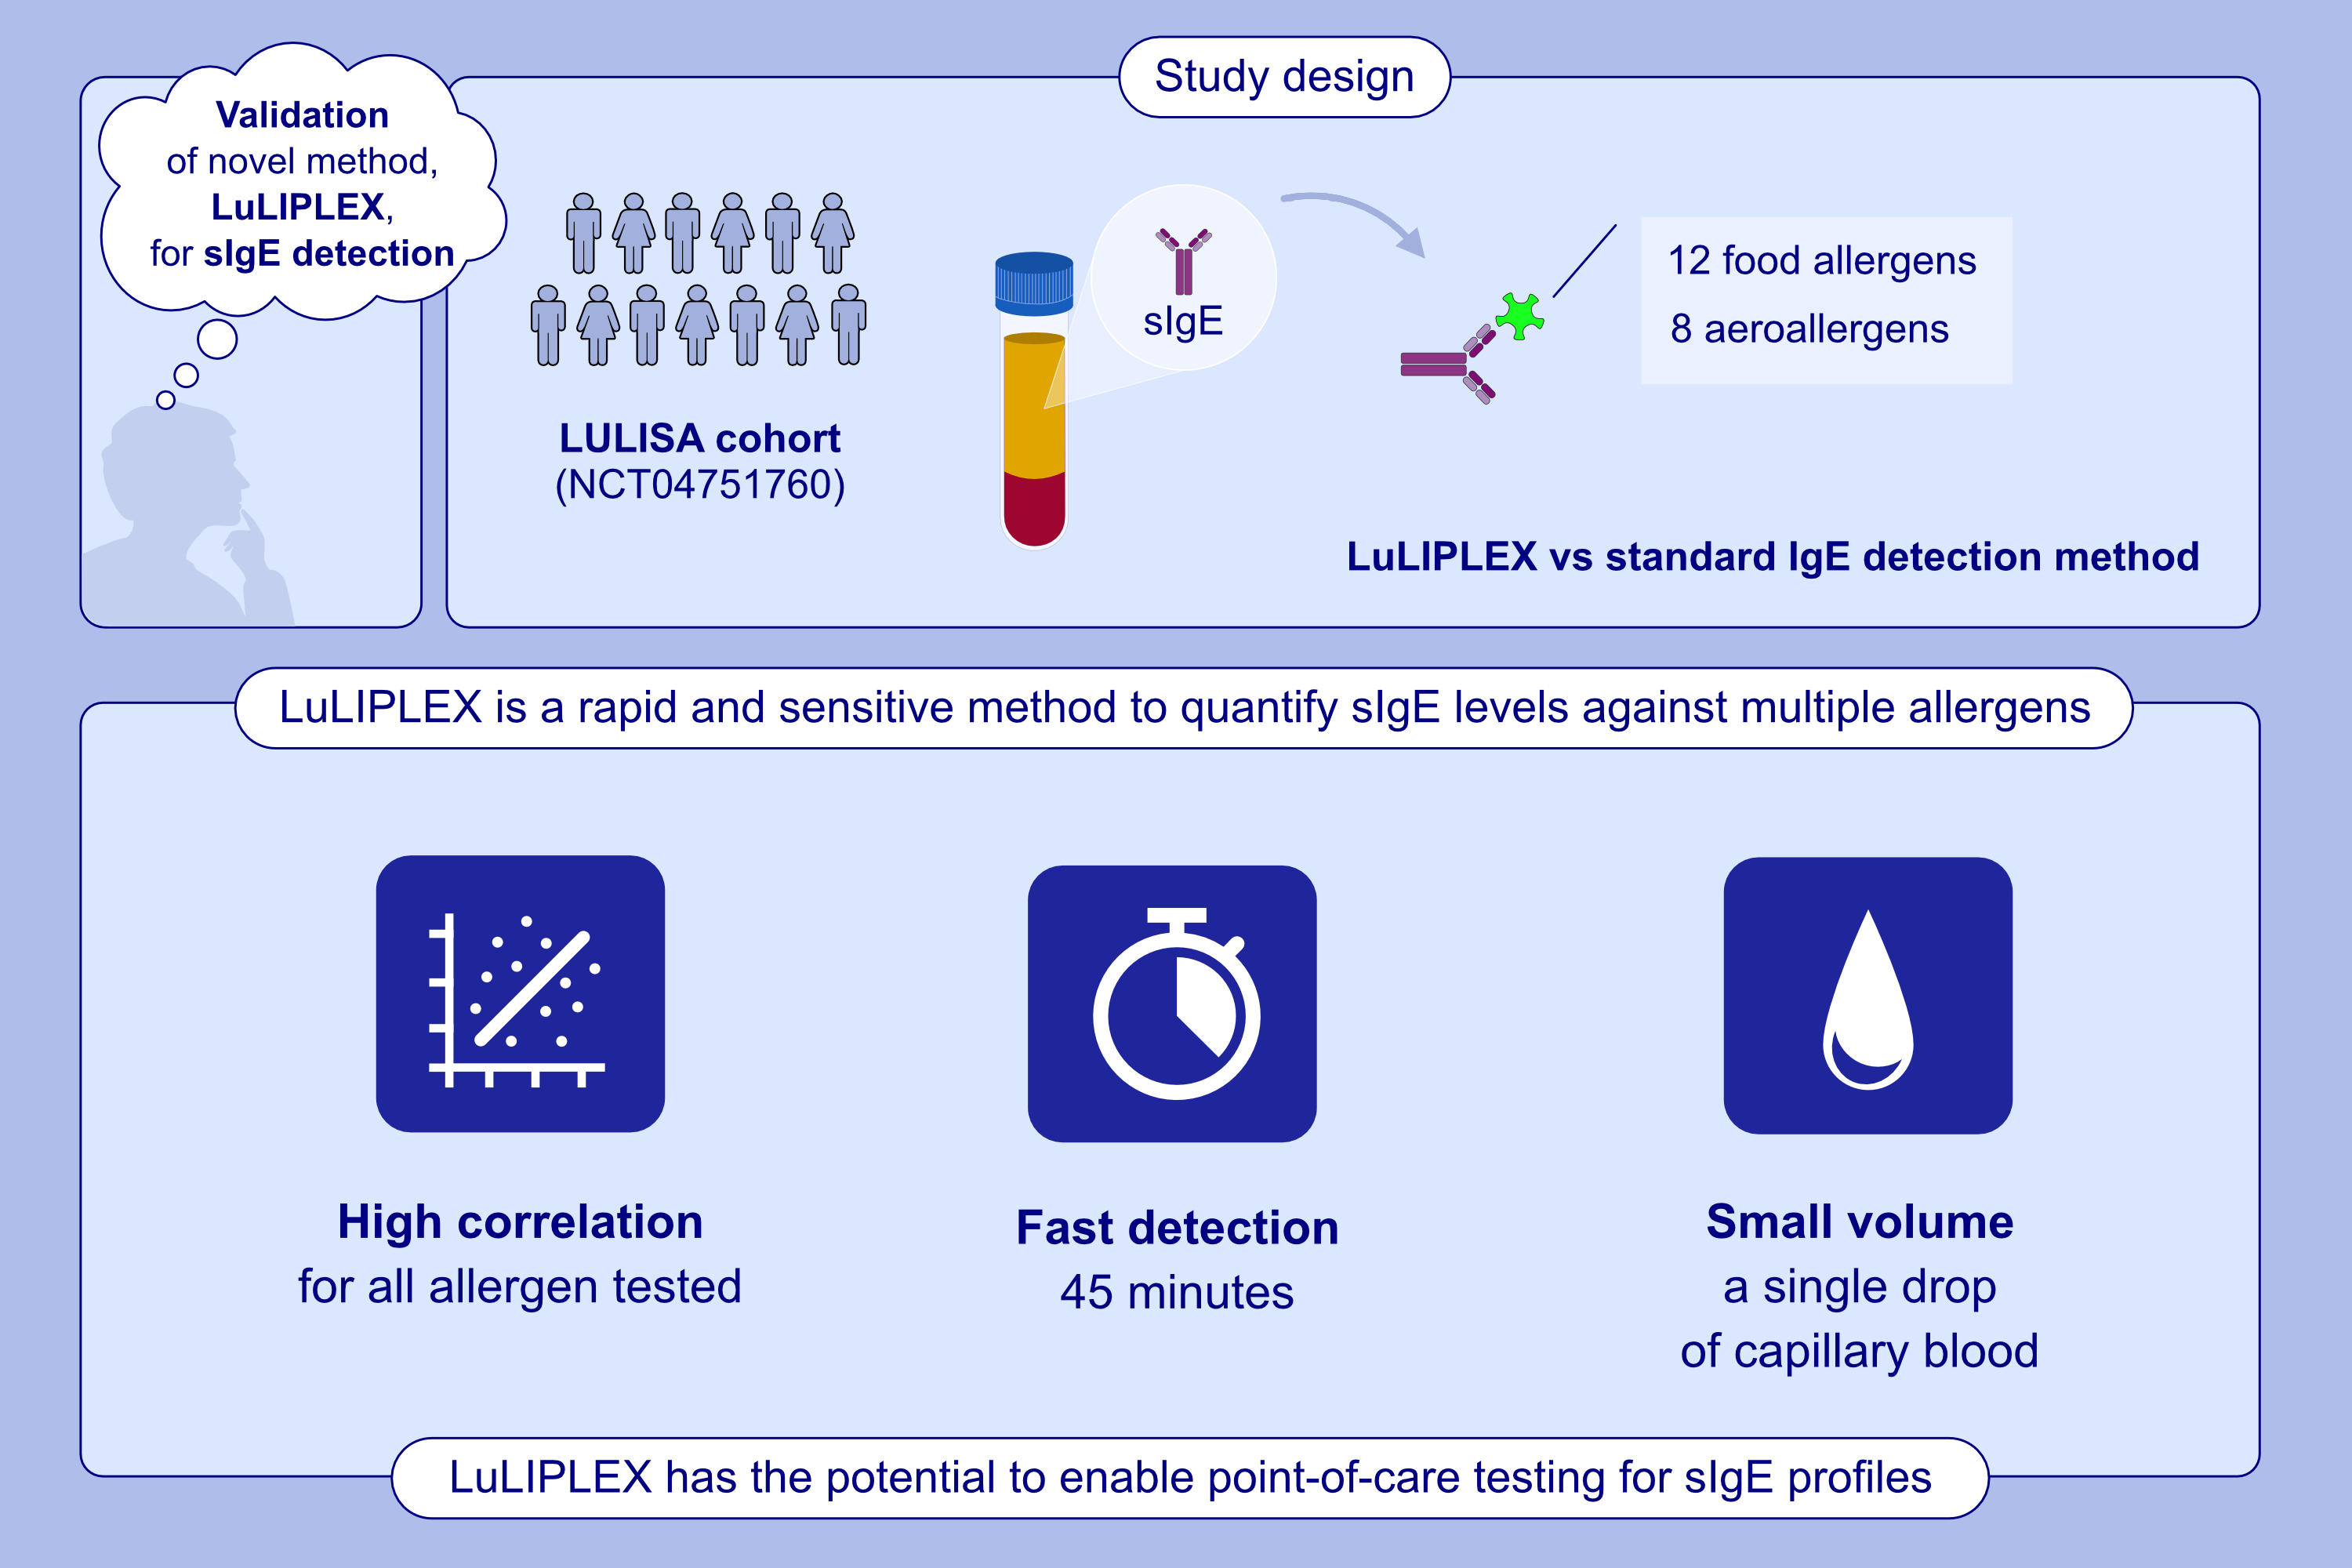 Validation
of novel method,
LuLIPLEX,
for sIgE detection
Study design
LULISA cohort
(NCT04751760)
sIgE
12 food allergens
8 aeroallergens
LuLIPLEX vs standard IgE detection method
LuLIPLEX is a rapid and sensitive method to quantify sIgE levels against multiple allergens
High correlation
for all allergen tested
Fast detection
45 minutes
Small volume
a single drop
of capillary blood
LuLIPLEX has the potential to enable point-of-care testing for sIgE profiles